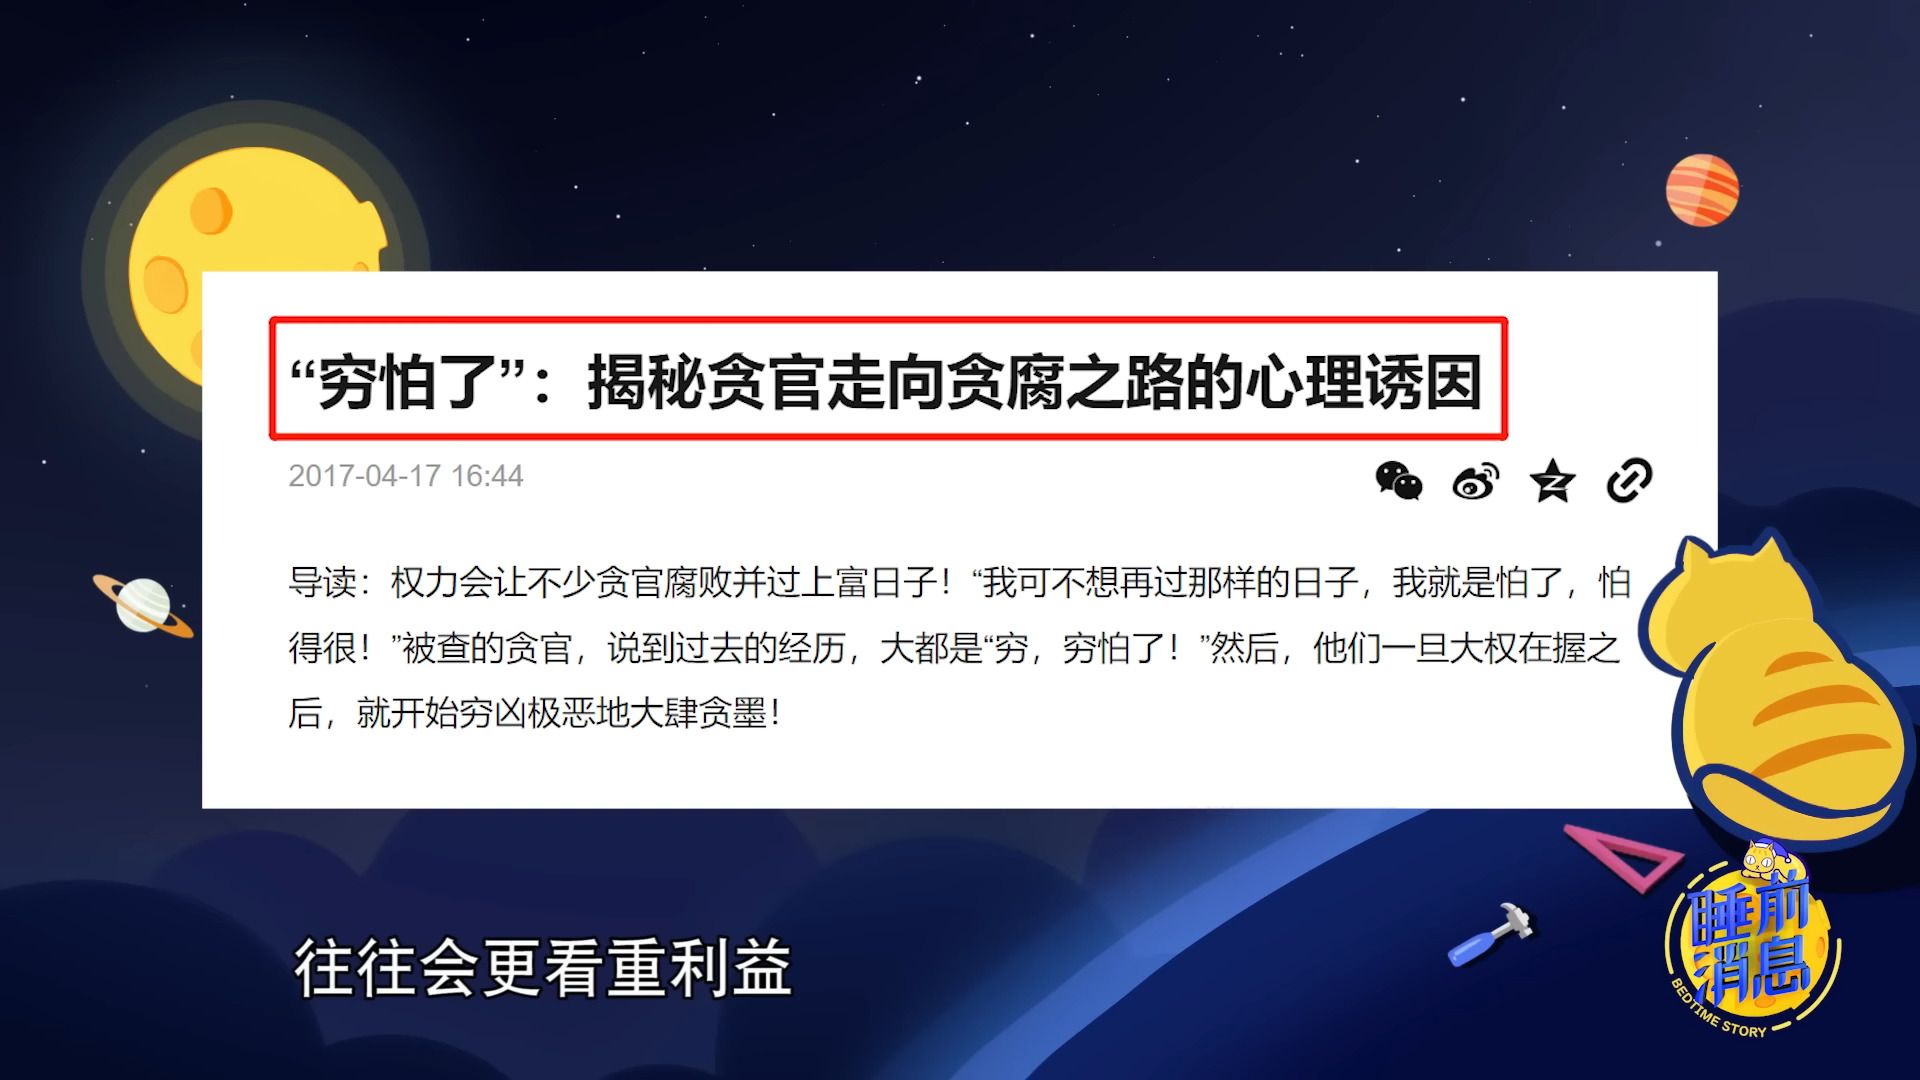 “穷怕了”：揭秘贪官走向贪腐之路的心理诱因
2017-04-17 16:44
导读：权力会让不少贪官腐败并过上富日子！“我可不想再过那样的日子，我就是怕了，怕
得很！”被查的贪官，说到过去的经历，大都是“穷，穷怕了！”然后，他们一旦大权在握之
后，就开始穷凶极恶地大肆贪墨！
往往会更看重利益
睡前
消息
BEDTIME STORY